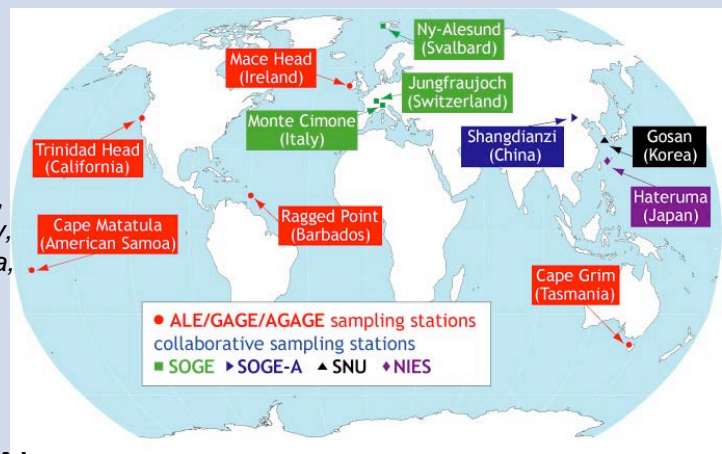 Ny-Alesund
(Svalbard)
Mace Head
(Ireland)
Jungfraujoch
(Switzerland)
Monte Cimone
(Italy)
Shangdianzi
(China)
Gosan
(Korea)
Trinidad Head
(California)
Hateruma
(Japan)
Cape Matatula
(American Samoa)
Ragged Point
(Barbados)
Cape Grim
(Tasmania)
ALE/GAGE/AGAGE sampling stations
collaborative sampling stations
SOGE SOGE-A SNU NIES